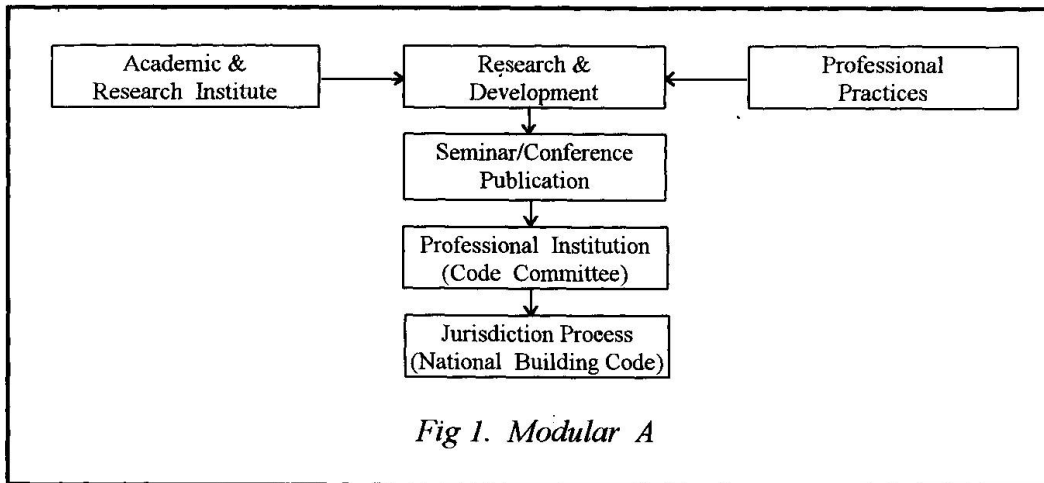 Academic &
Research Institute
Research &
Development
Professional
Practices
Seminar/Conference
Publication
Professional Institution
(Code Committee)
Jurisdiction Process
(National Building Code)
Fig 1. Modular A